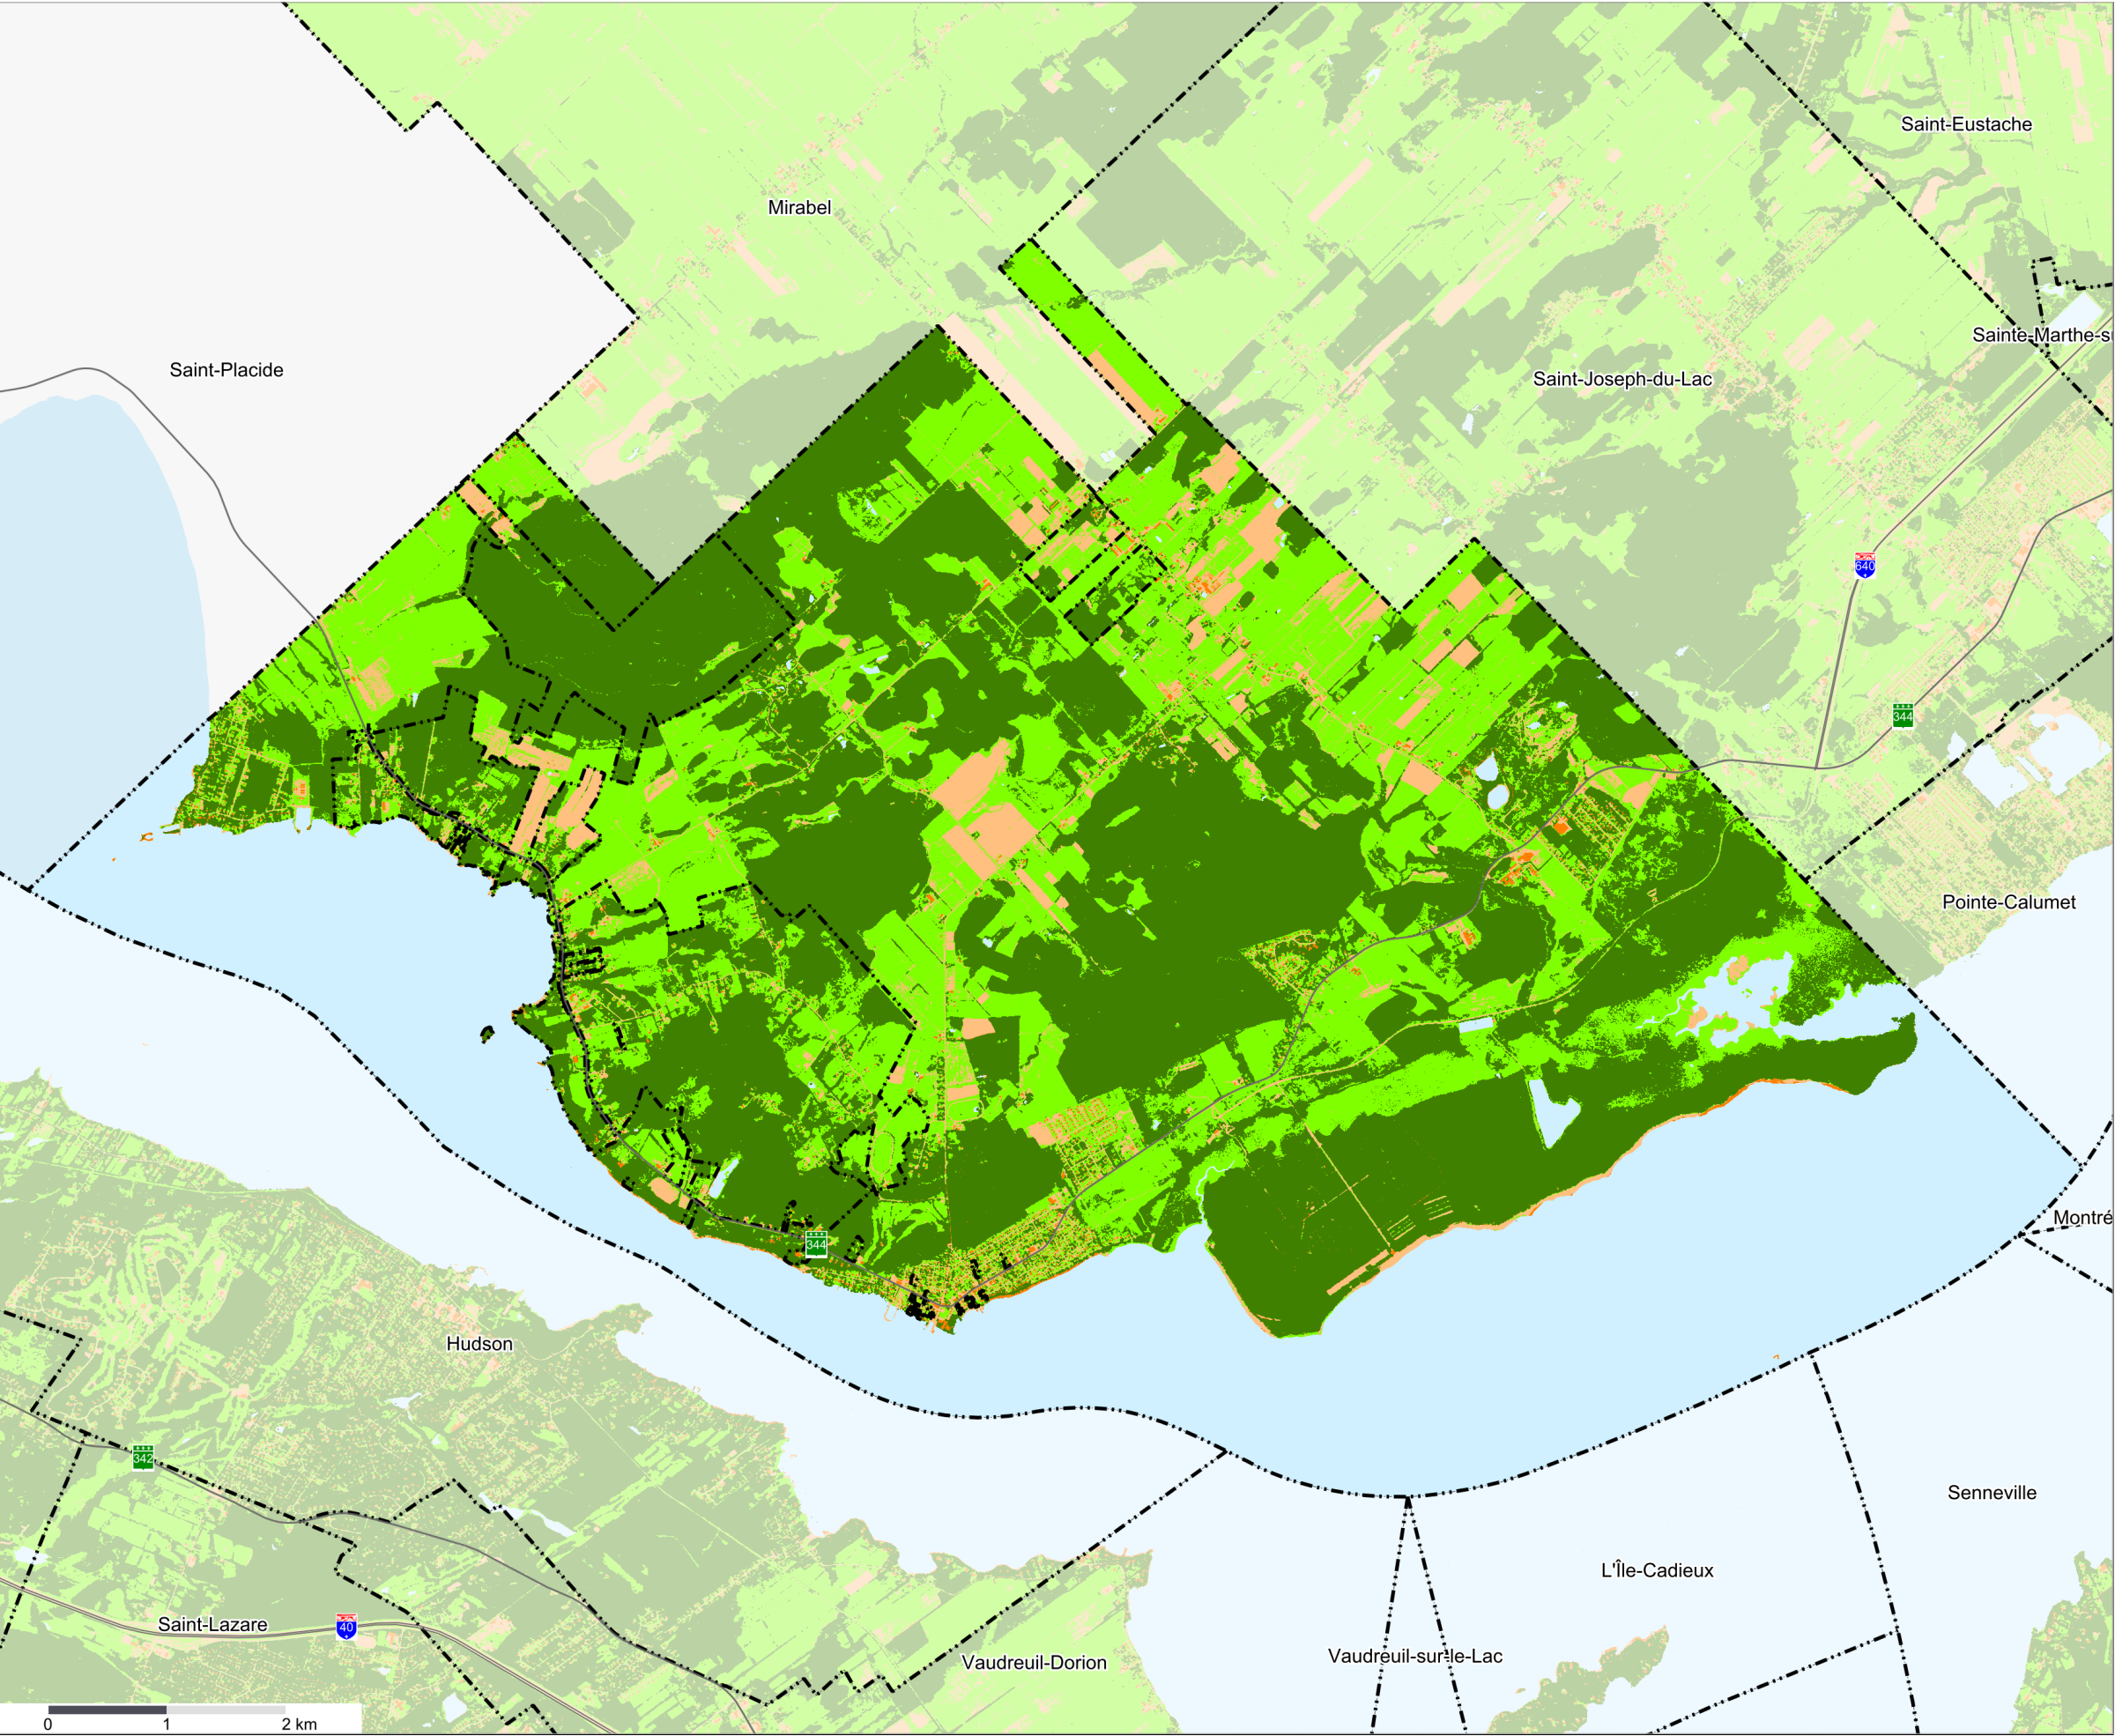 Saint-Eustache
Mirabel
Sainte-Marthe-su
Saint-Placide
Saint-Joseph-du-Lac
640
344
Pointe-Calumet
Montré
344
Hudson
342
Senneville
L'Île-Cadieux
Saint-Lazare
40
Vaudreuil-sur-le-Lac
Vaudreuil-Dorion
0 1 2 km